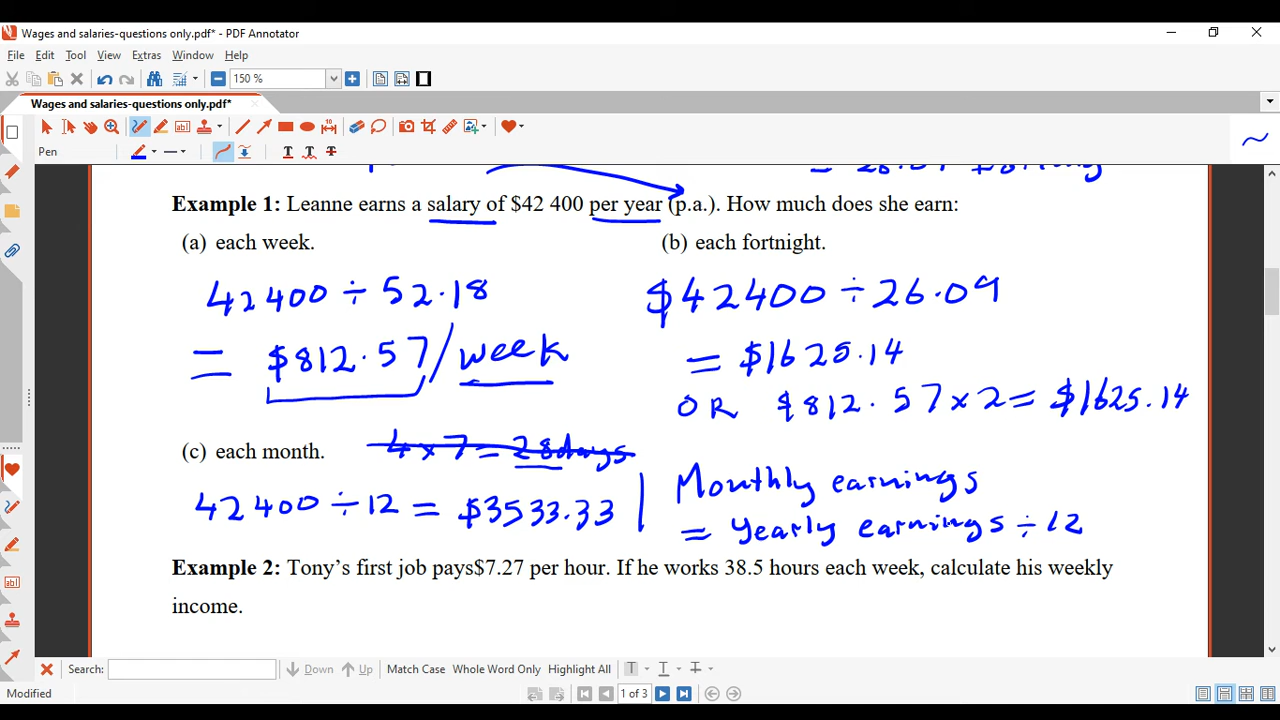 Wages and salaries-questions only.pdf* - PDF Annotator
File Edit Tool View Extras Window Help
150 %
Wages and salaries-questions only.pdf*
Pen
Example 1: Leanne earns a salary of $42 400 per year (p.a.). How much does she earn:
(a) each week.
(b) each fortnight.
42400 ÷ 52.18
$42400 ÷ 26.09
= $812.57/week
= $1625.14
OR $812.57 × 2 = $1625.14
(c) each month. 4 × 7 = 28 days
42400 ÷ 12 = $3533.33
Monthly earnings
= Yearly earnings ÷ 12
Example 2: Tony’s first job pays$7.27 per hour. If he works 38.5 hours each week, calculate his weekly
income.
Search: Down Up Match Case Whole Word Only Highlight All
Modified 1 of 3